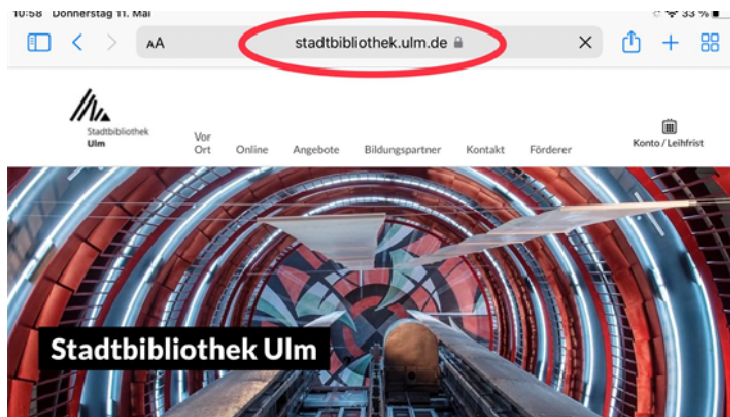 10:58 Donnerstag 11. Mai 33 %
AA stadtbibliothek.ulm.de
Stadtbibliothek
Ulm
Vor
Ort Online Angebote Bildungspartner Kontakt Förderer Konto / Leihfrist
Stadtbibliothek Ulm